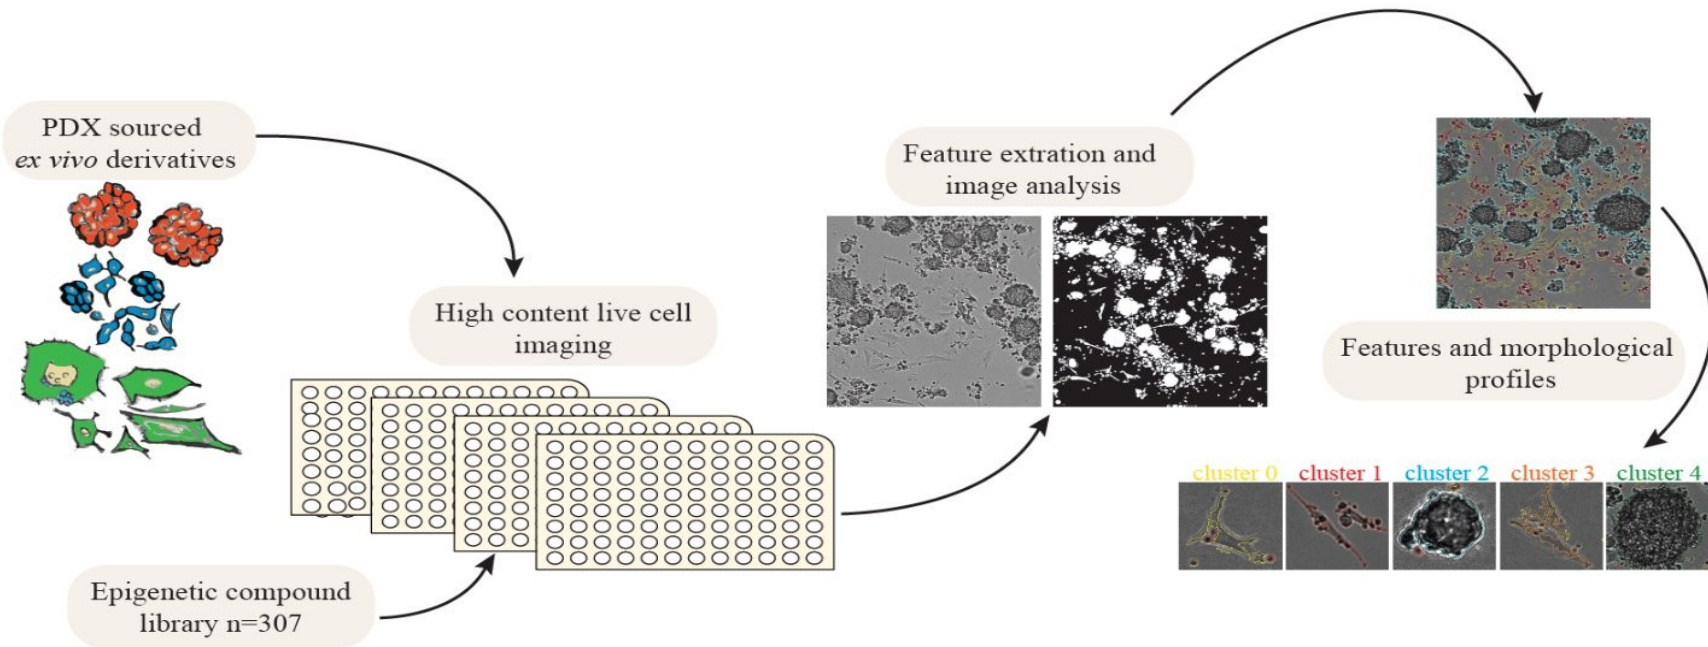 PDX sourced
ex vivo derivatives
High content live cell
imaging
Epigenetic compound
library n=307
Feature extration and
image analysis
Features and morphological
profiles
cluster 0 cluster 1 cluster 2 cluster 3 cluster 4